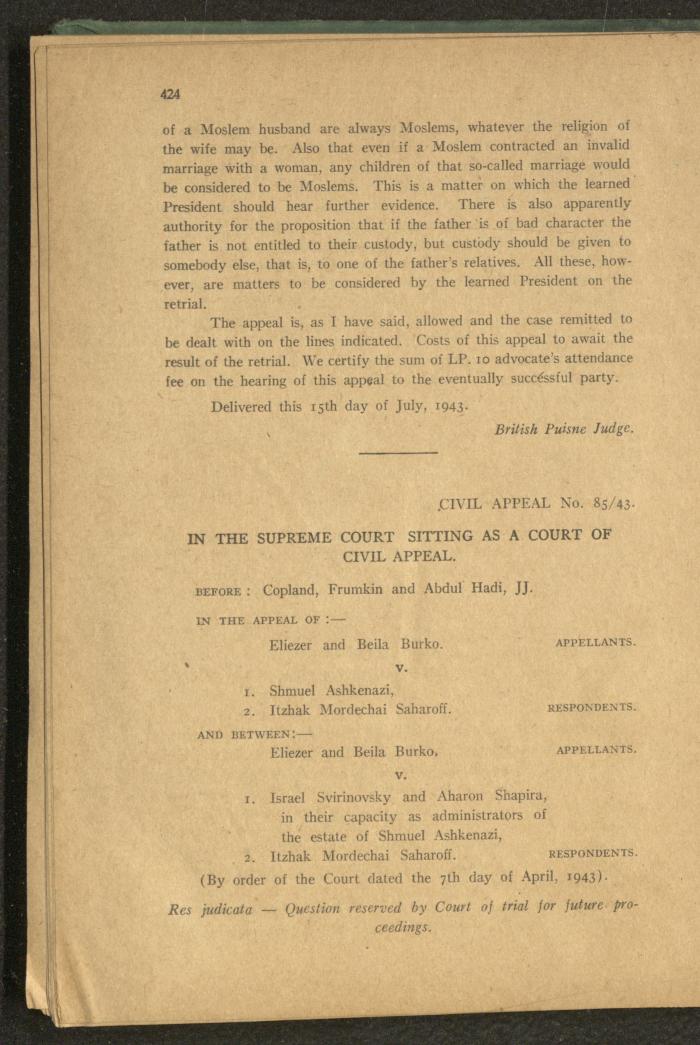 424
of a Moslem husband are always Moslems, whatever the religion of
the wife may be. Also that even if a Moslem contracted an invalid
marriage with a woman, any children of that so-called marriage would
be considered to be Moslems. This is a matter on which the learned
President should hear further evidence. There is also apparently
authority for the proposition that if the father is of bad character the
father is not entitled to their custody, but custody should be given to
somebody else, that is, to one of the father's relatives. All these, how-
ever, are matters to be considered by the learned President on the
retrial.
The appeal is, as I have said, allowed and the case remitted to
be dealt with on the lines indicated. Costs of this appeal to await the
result of the retrial. We certify the sum of LP. 10 advocate's attendance
fee on the hearing of this appeal to the eventually successful party.
Delivered this 15th day of July, 1943.
British Puisne Judge.
CIVIL APPEAL No. 85/43.
IN THE SUPREME COURT SITTING AS A COURT OF
CIVIL APPEAL.
BEFORE : Copland, Frumkin and Abdul Hadi, JJ.
IN THE APPEAL OF :—
Eliezer and Beila Burko. APPELLANTS.
v.
1. Shmuel Ashkenazi,
2. Itzhak Mordechai Saharoff. RESPONDENTS.
AND BETWEEN:—
Eliezer and Beila Burko, APPELLANTS.
v.
1. Israel Svirinovsky and Aharon Shapira,
in their capacity as administrators of
the estate of Shmuel Ashkenazi,
2. Itzhak Mordechai Saharoff. RESPONDENTS.
(By order of the Court dated the 7th day of April, 1943).
Res judicata — Question reserved by Court of trial for future pro-
ceedings.